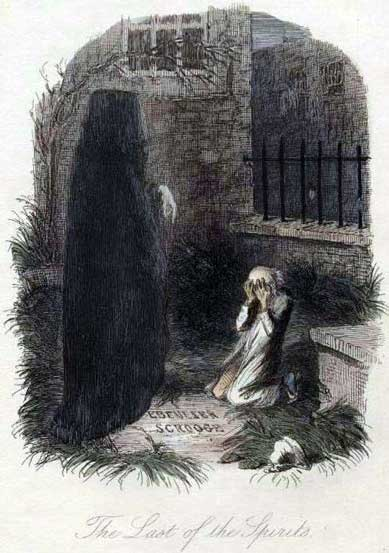 EBENEZER
SCROOGE
The Last of the Spirits.